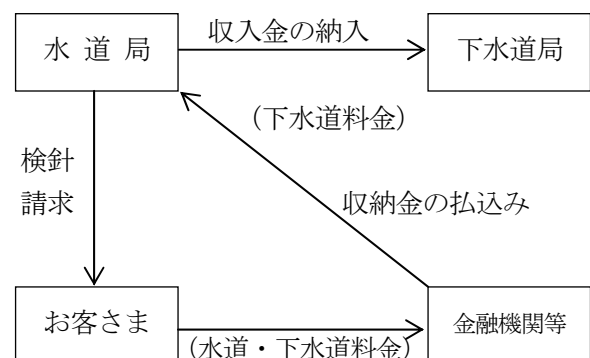 水 道 局
収入金の納入
下水道局
(下水道料金)
検針
請求
収納金の払込み
お客さま
(水道・下水道料金)
金融機関等